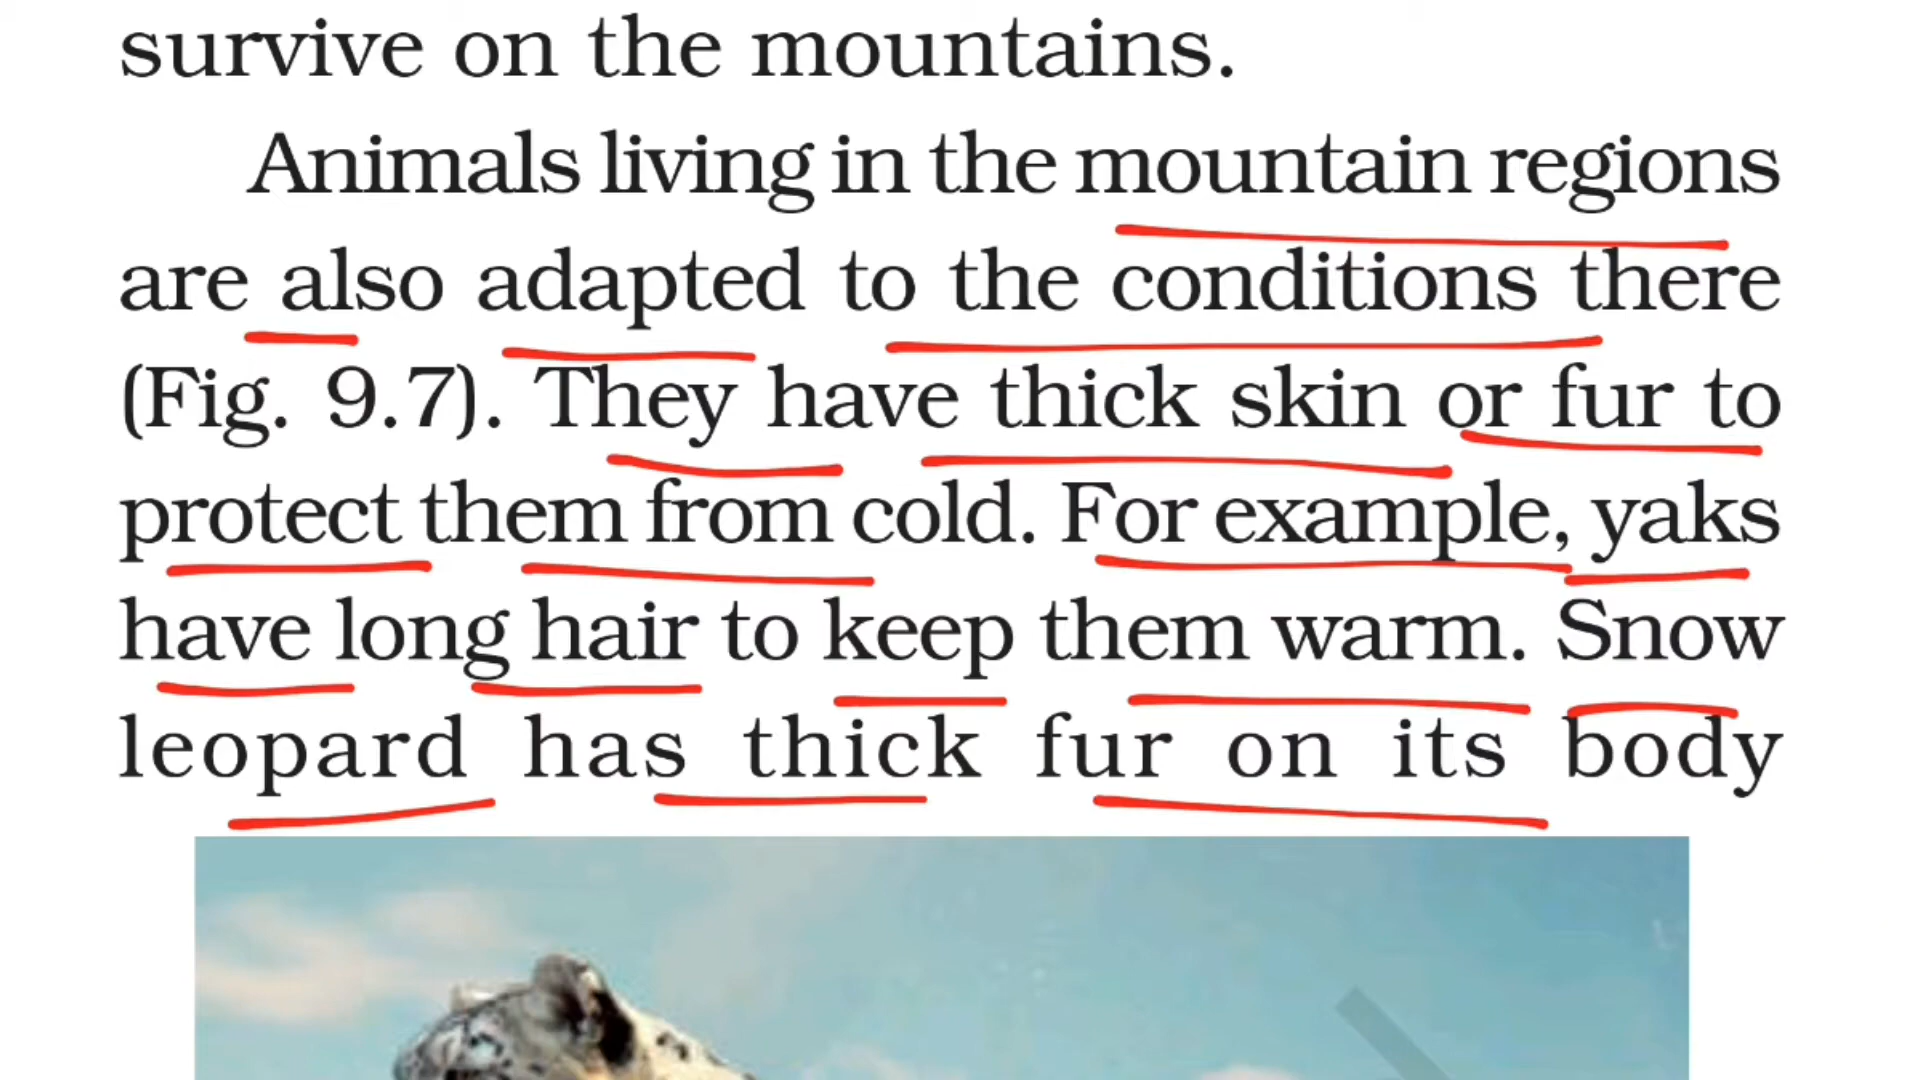 survive on the mountains.
Animals living in the mountain regions
are also adapted to the conditions there
(Fig. 9.7). They have thick skin or fur to
protect them from cold. For example, yaks
have long hair to keep them warm. Snow
leopard has thick fur on its body